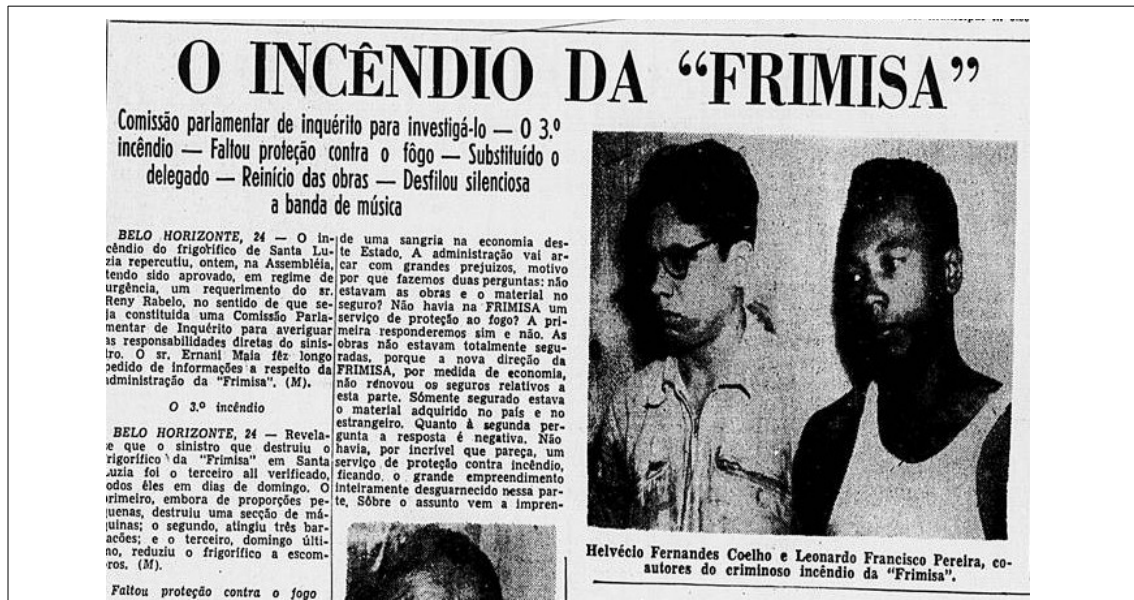 O INCÊNDIO DA “FRIMISA”
Comissão parlamentar de inquérito para investigá-lo — O 3.º
incêndio — Faltou proteção contra o fôgo — Substituído o
delegado — Reinício das obras — Desfilou silenciosa
a banda de música
BELO HORIZONTE, 24 — O in-
cêndio do frigorífico de Santa Lu-
zia repercutiu, ontem, na Assembléia,
tendo sido aprovado, em regime de
urgência, um requerimento do sr.
Reny Rabelo, no sentido de que se-
ja constituida uma Comissão Parla-
mentar de Inquérito para averiguar
as responsabilidades diretas do sinis-
tro. O sr. Ernani Maia fêz longo
pedido de informações a respeito da
administração da "Frimisa". (M).
O 3.º incêndio
BELO HORIZONTE, 24 — Revela-
se que o sinistro que destruiu o
frigorífico da "Frimisa" em Santa
Luzia foi o terceiro ali verificado,
todos êles em dias de domingo. O
primeiro, embora de proporções pe-
quenas, destruiu uma secção de má-
quinas; o segundo, atingiu três bar-
racões; e o terceiro, domingo últi-
mo, reduziu o frigorífico a escom-
bros. (M).
Faltou proteção contra o fogo
de uma sangria na economia des-
te Estado. A administração vai ar-
car com grandes prejuizos, motivo
por que fazemos duas perguntas: não
estavam as obras e o material no
seguro? Não havia na FRIMISA um
serviço de proteção ao fogo? A pri-
meira responderemos sim e não. As
obras não estavam totalmente segu-
radas, porque a nova direção da
FRIMISA, por medida de economia,
não renovou os seguros relativos a
esta parte. Sómente segurado estava
o material adquirido no país e no
estrangeiro. Quanto à segunda per-
gunta a resposta é negativa. Não
havia, por incrível que pareça, um
serviço de proteção contra incêndio,
ficando o grande empreendimento
inteiramente desguarnecido nessa par-
te. Sôbre o assunto vem a impren-
Helvécio Fernandes Coelho e Leonardo Francisco Pereira, co-
autores do criminoso incêndio da "Frimisa".